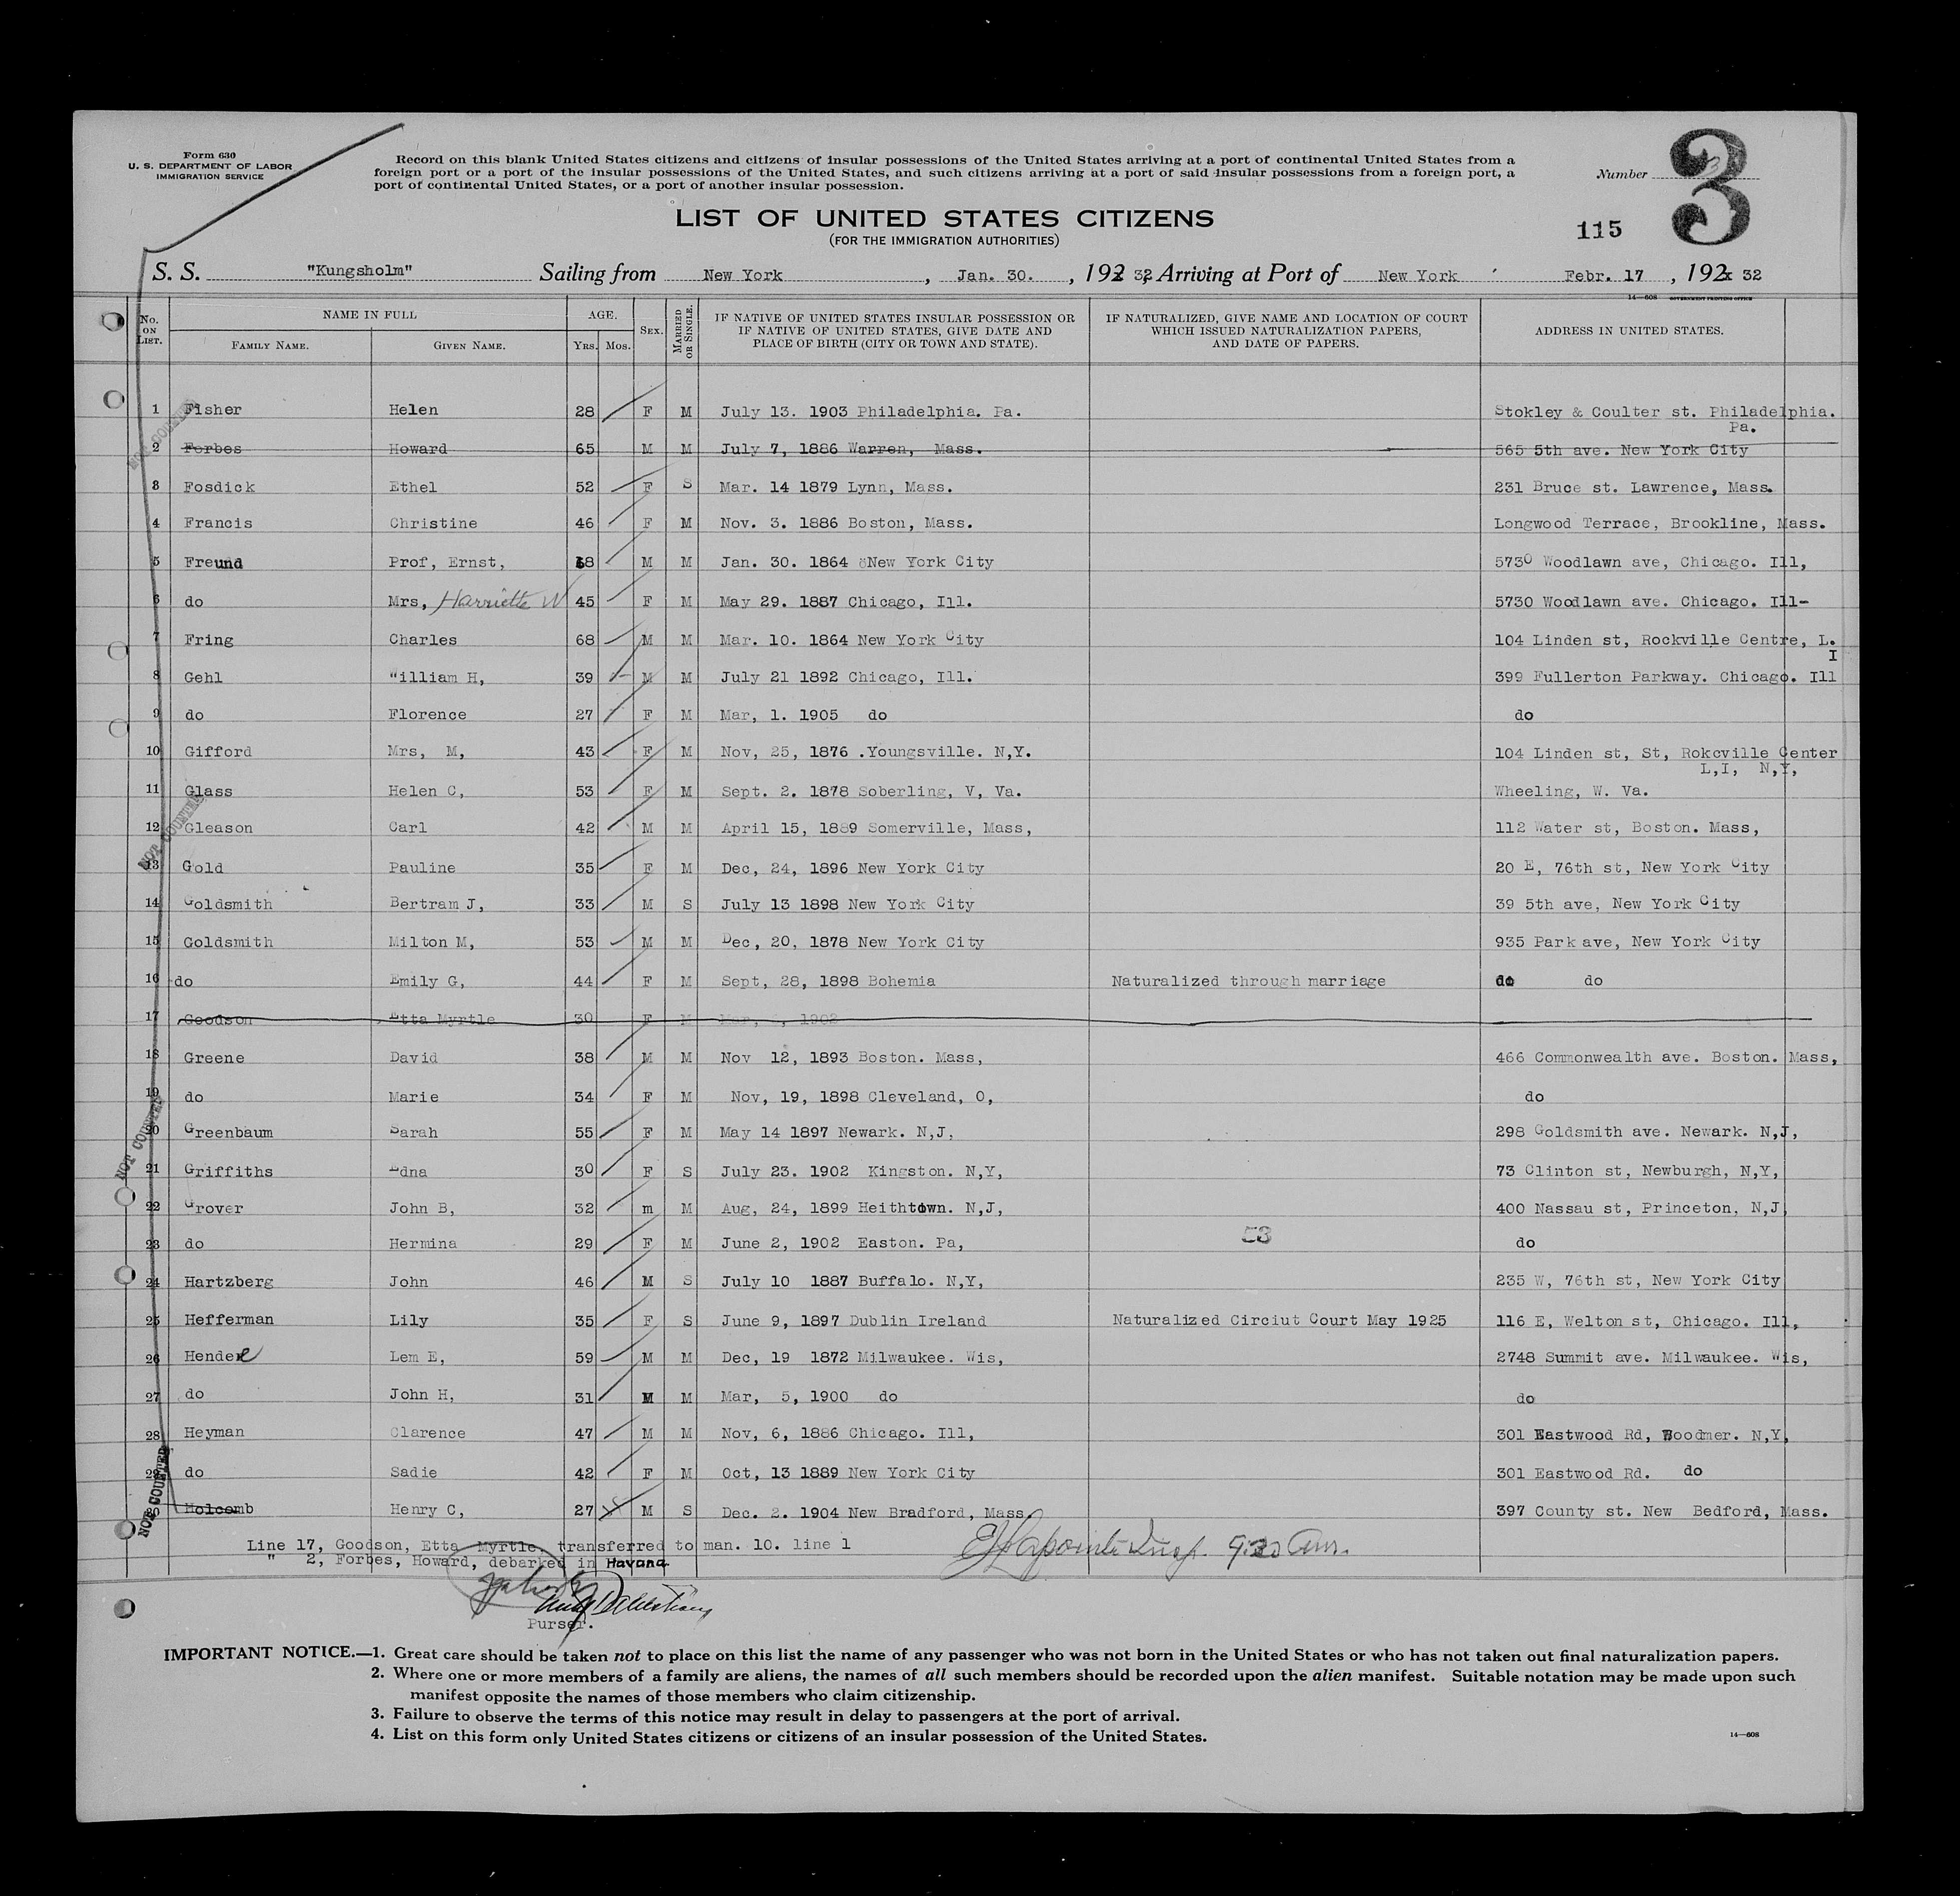 Form 630
U. S. DEPARTMENT OF LABOR
IMMIGRATION SERVICE
Record on this blank United States citizens and citizens of insular possessions of the United States arriving at a port of continental United States from a
foreign port or a port of the insular possessions of the United States, and such citizens arriving at a port of said insular possessions from a foreign port, a
port of continental United States, or a port of another insular possession.
Number 3
LIST OF UNITED STATES CITIZENS
(FOR THE IMMIGRATION AUTHORITIES)
115
S. S. "Kungsholm" Sailing from New York, Jan. 30., 192 32, Arriving at Port of New York Febr. 17, 192 32
14—608 GOVERNMENT PRINTING OFFICE
No. ON LIST. NAME IN FULL FAMILY NAME. GIVEN NAME. AGE. YRS. MOS. SEX. MARRIED OR SINGLE. IF NATIVE OF UNITED STATES INSULAR POSSESSION OR IF NATIVE OF UNITED STATES, GIVE DATE AND PLACE OF BIRTH (CITY OR TOWN AND STATE). IF NATURALIZED, GIVE NAME AND LOCATION OF COURT WHICH ISSUED NATURALIZATION PAPERS, AND DATE OF PAPERS. ADDRESS IN UNITED STATES.
1 Fisher Helen 28 F M July 13. 1903 Philadelphia. Pa. Stokley & Coulter st. Philadelphia.
Pa.
2 Forbes Howard 65 M M July 7, 1886 Warren, Mass. 565 5th ave. New York City
3 Fosdick Ethel 52 F S Mar. 14 1879 Lynn, Mass. 231 Bruce st. Lawrence, Mass.
4 Francis Christine 46 F M Nov. 3. 1886 Boston, Mass. Longwood Terrace, Brookline, Mass.
5 Freund Prof, Ernst, 68 M M Jan. 30. 1864 New York City 5730 Woodlawn ave, Chicago. Ill,
6 do Mrs, Harriette W 45 F M May 29. 1887 Chicago, Ill. 5730 Woodlawn ave. Chicago. Ill-
7 Fring Charles 68 M M Mar. 10. 1864 New York City 104 Linden st, Rockville Centre, L.
I
8 Gehl "illiam H, 39 M M July 21 1892 Chicago, Ill. 399 Fullerton Parkway. Chicago. Ill
9 do Florence 27 F M Mar, 1. 1905 do do
10 Gifford Mrs, M, 43 F M Nov, 25, 1876 .Youngsville. N,Y. 104 Linden st, St, Rokcville Center
L,I, N,Y,
11 Glass Helen C, 53 F M Sept. 2. 1878 Soberling, V, Va. Wheeling, W. Va.
12 Gleason Carl 42 M M April 15, 1889 Somerville, Mass, 112 Water st, Boston. Mass,
13 Gold Pauline 35 F M Dec, 24, 1896 New York City 20 E, 76th st, New York City
14 Goldsmith Bertram J, 33 M S July 13 1898 New York City 39 5th ave, New York City
15 Goldsmith Milton M, 53 M M Dec, 20, 1878 New York City 935 Park ave, New York City
16 do Emily G, 44 F M Sept, 28, 1898 Bohemia Naturalized through marriage do do
17 Goodson Etta Myrtle 30 F M Mar, 1902
18 Greene David 38 M M Nov 12, 1893 Boston. Mass, 466 Commonwealth ave. Boston. Mass,
19 do Marie 34 F M Nov, 19, 1898 Cleveland, O, do
20 Greenbaum Sarah 55 F M May 14 1897 Newark. N,J, 298 Goldsmith ave. Newark. N,J,
21 Griffiths Edna 30 F S July 23. 1902 Kingston. N,Y, 73 Clinton st, Newburgh, N,Y,
22 Grover John B, 32 m M Aug, 24, 1899 Heithtown. N,J, 400 Nassau st, Princeton, N,J,
23 do Hermina 29 F M June 2, 1902 Easton. Pa, 53 do
24 Hartzberg John 46 M S July 10 1887 Buffalo. N,Y, 235 W, 76th st, New York City
25 Hefferman Lily 35 F S June 9, 1897 Dublin Ireland Naturalized Circiut Court May 1925 116 E, Welton st, Chicago. Ill,
26 Hendee Lem E, 59 M M Dec, 19 1872 Milwaukee. Wis, 2748 Summit ave. Milwaukee. Wis,
27 do John H, 31 M M Mar, 5, 1900 do do
28 Heyman Clarence 47 M M Nov, 6, 1886 Chicago. Ill, 301 Eastwood Rd, Woodmer. N,Y,
29 do Sadie 42 F M Oct, 13 1889 New York City 301 Eastwood Rd. do
30 Holcomb Henry C, 27 M S Dec. 2. 1904 New Bradford, Mass. 397 County st. New Bedford, Mass.
NOT COUNTED
NOT COUNTED
NOT COUNTED
NOT COUNTED
Line 17, Goodson, Etta Myrtle, transferred to man. 10. line 1
" 2, Forbes, Howard, debarked in Havana
Purser.
IMPORTANT NOTICE.—1. Great care should be taken not to place on this list the name of any passenger who was not born in the United States or who has not taken out final naturalization papers.
2. Where one or more members of a family are aliens, the names of all such members should be recorded upon the alien manifest. Suitable notation may be made upon such
manifest opposite the names of those members who claim citizenship.
3. Failure to observe the terms of this notice may result in delay to passengers at the port of arrival.
4. List on this form only United States citizens or citizens of an insular possession of the United States.
14—608